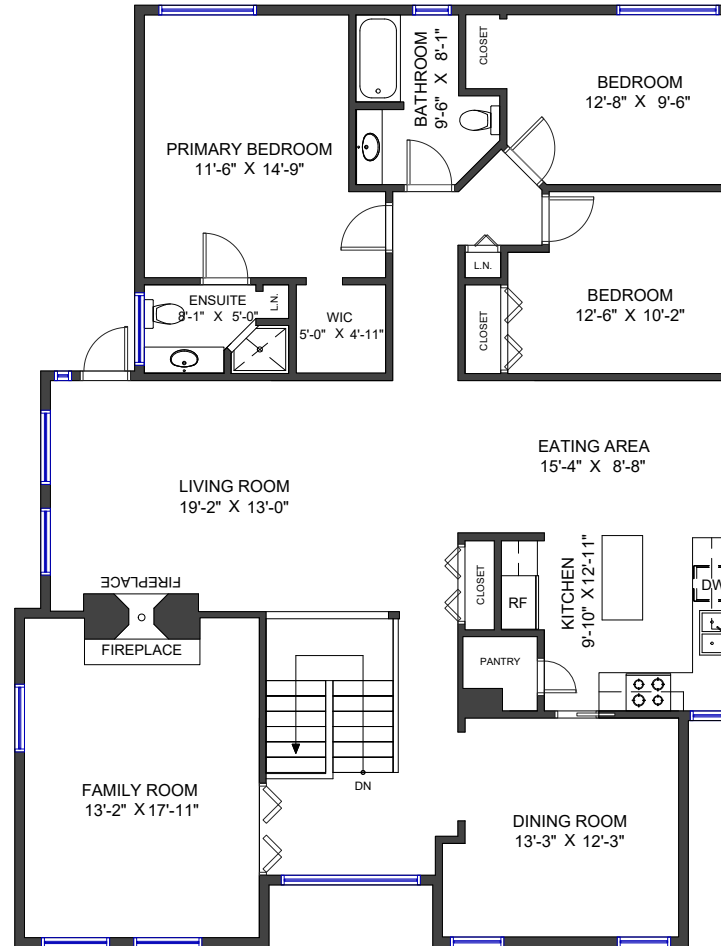 CLOSET
BATHROOM
9'-6" X 8'-1"
BEDROOM
12'-8" X 9'-6"
PRIMARY BEDROOM
11'-6" X 14'-9"
L.N.
BEDROOM
12'-6" X 10'-2"
ENSUITE
8'-1" X 5'-0"
L.N.
WIC
5'-0" X 4'-11"
CLOSET
EATING AREA
15'-4" X 8'-8"
LIVING ROOM
19'-2" X 13'-0"
FIREPLACE
FIREPLACE
CLOSET
RF
KITCHEN
9'-10" X 12'-11"
DW
PANTRY
DN
FAMILY ROOM
13'-2" X 17'-11"
DINING ROOM
13'-3" X 12'-3"